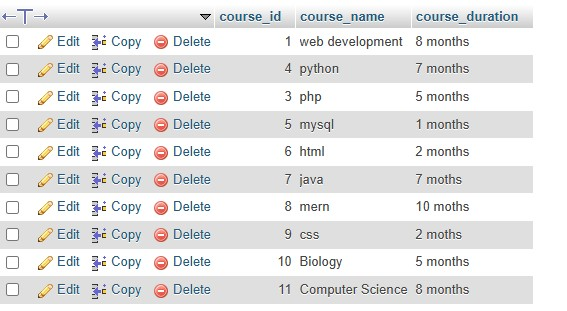 course_id course_name course_duration
Edit Copy Delete 1 web development 8 months
Edit Copy Delete 4 python 7 months
Edit Copy Delete 3 php 5 months
Edit Copy Delete 5 mysql 1 months
Edit Copy Delete 6 html 2 months
Edit Copy Delete 7 java 7 moths
Edit Copy Delete 8 mern 10 moths
Edit Copy Delete 9 css 2 moths
Edit Copy Delete 10 Biology 5 months
Edit Copy Delete 11 Computer Science 8 months